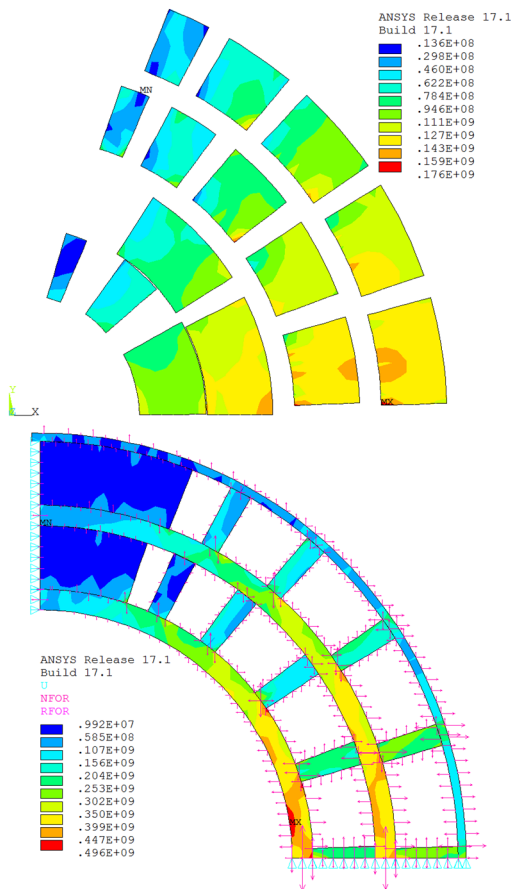 ANSYS Release 17.1
Build 17.1
.136E+08
.298E+08
.460E+08
.622E+08
.784E+08
.946E+08
.111E+09
.127E+09
.143E+09
.159E+09
.176E+09
MN
MX
Y
X
MN
ANSYS Release 17.1
Build 17.1
U
NFOR
RFOR
.992E+07
.585E+08
.107E+09
.156E+09
.204E+09
.253E+09
.302E+09
.350E+09
.399E+09
.447E+09
.496E+09
MX